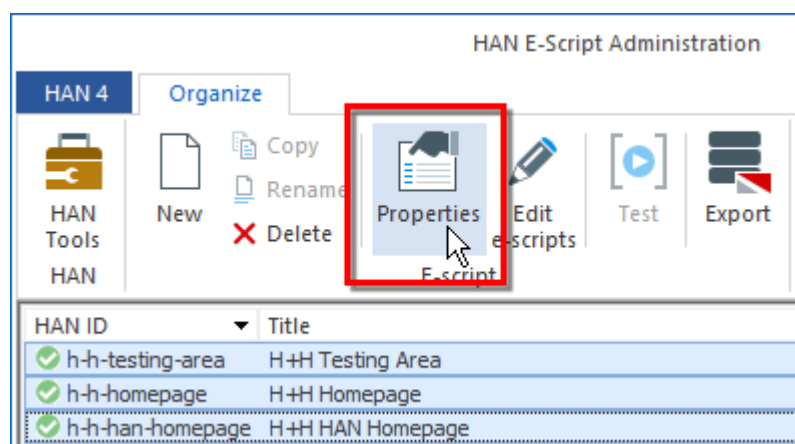 HAN E-Script Administration
HAN 4 Organize
HAN Tools
New
Copy
Rename
Delete
Properties
Edit e-scripts
Test
Export
HAN
E-script
HAN ID Title
h-h-testing-area H+H Testing Area
h-h-homepage H+H Homepage
h-h-han-homepage H+H HAN Homepage